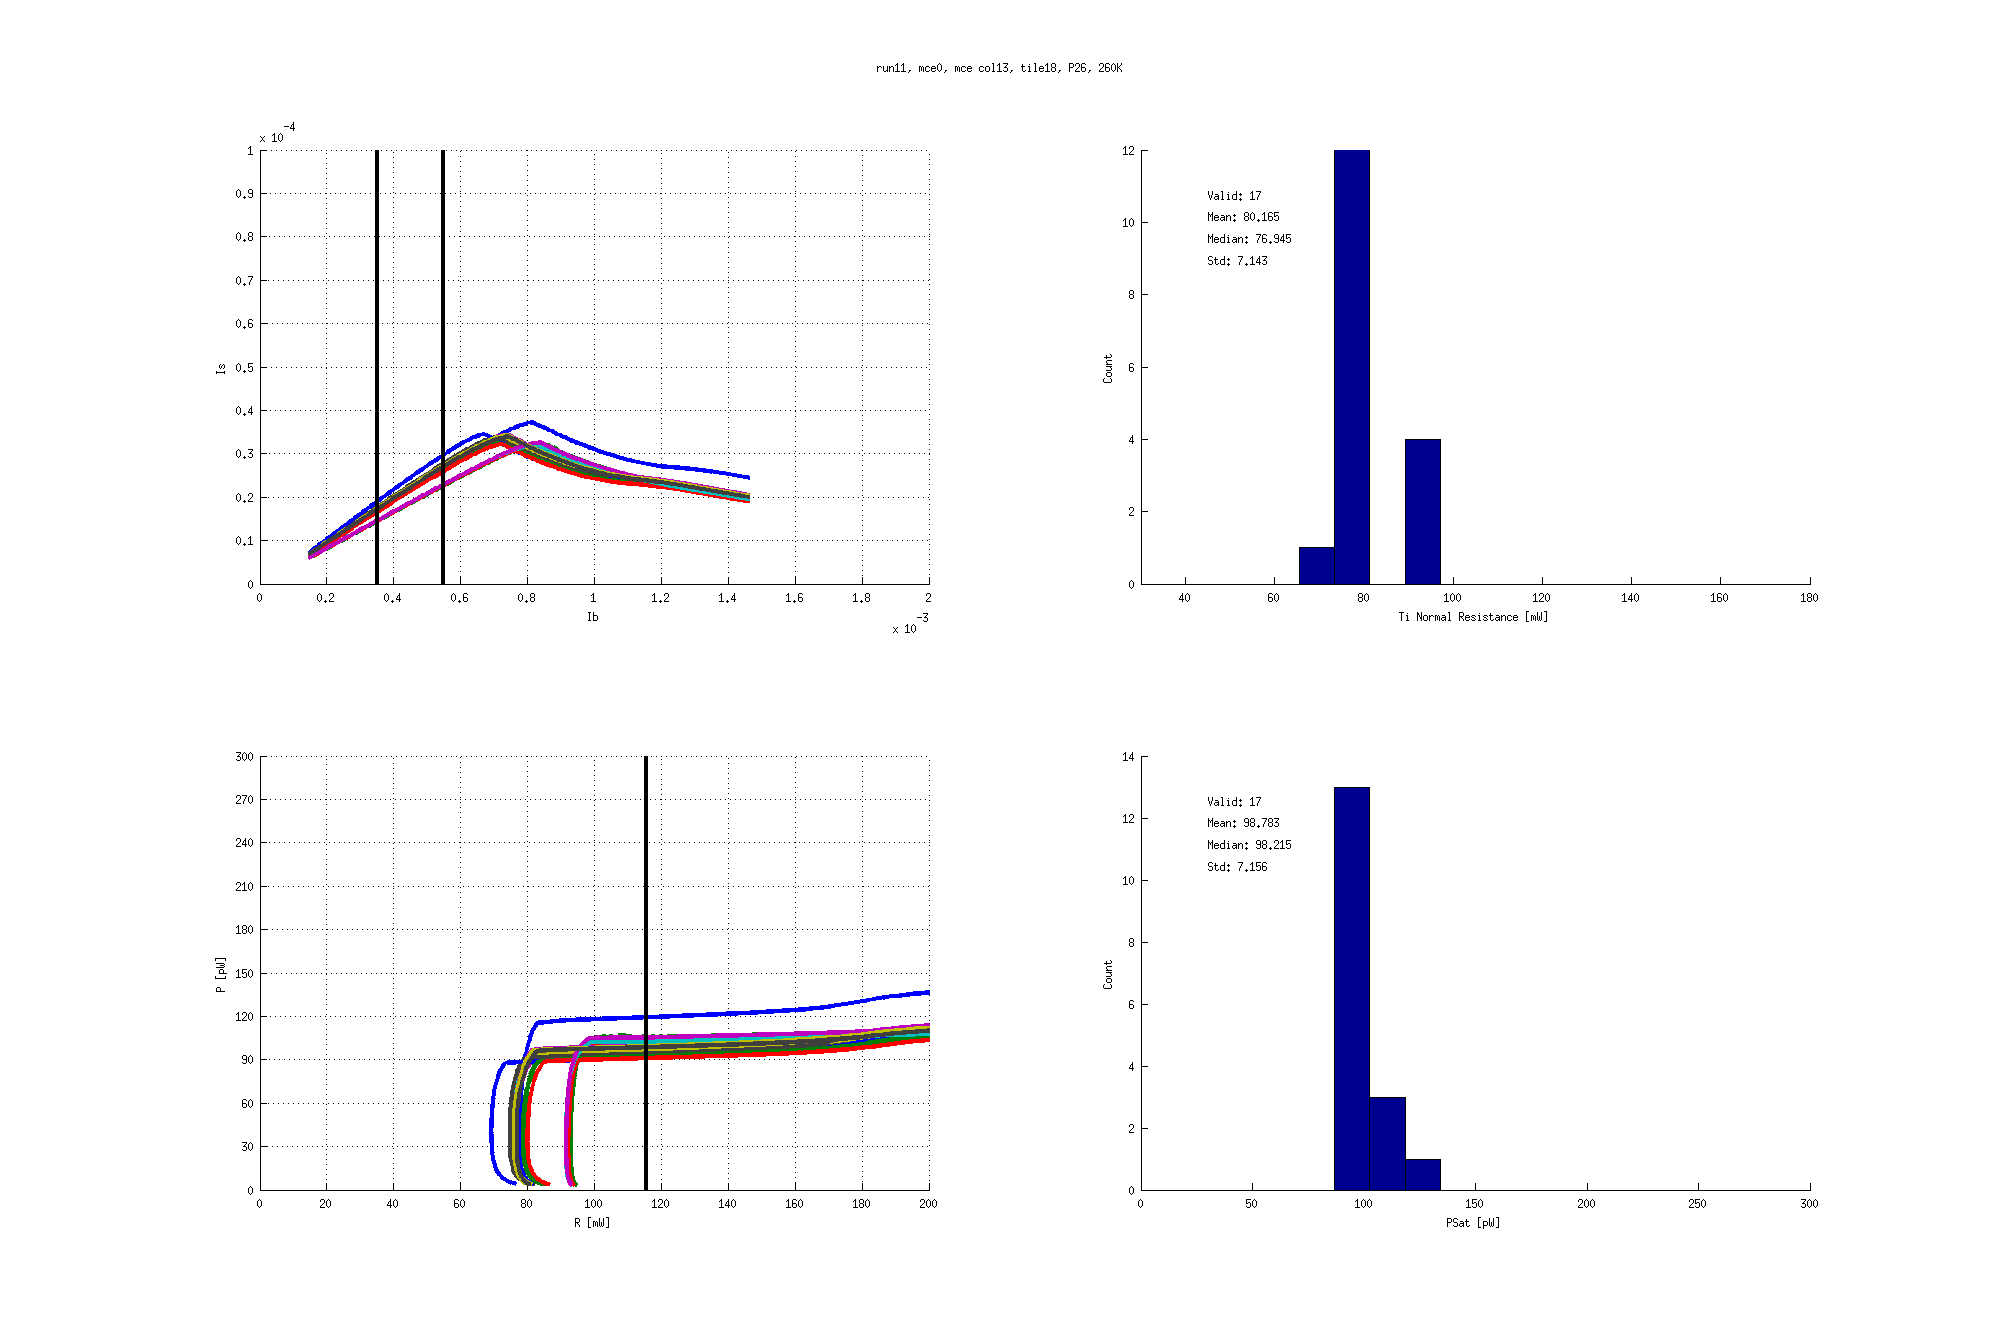 run11, mce0, mce col13, tile18, P26, 260K
x 10^-4
1
0.9
0.8
0.7
0.6
0.5
0.4
0.3
0.2
0.1
0
Is
0 0.2 0.4 0.6 0.8 1 1.2 1.4 1.6 1.8 2
Ib
x 10^-3
12
10
8
6
4
2
0
Count
Valid: 17
Mean: 80.165
Median: 76.945
Std: 7.143
40 60 80 100 120 140 160 180
Ti Normal Resistance [mW]
300
270
240
210
180
150
120
90
60
30
0
P [pW]
0 20 40 60 80 100 120 140 160 180 200
R [mW]
14
12
10
8
6
4
2
0
Count
Valid: 17
Mean: 98.783
Median: 98.215
Std: 7.156
0 50 100 150 200 250 300
PSat [pW]